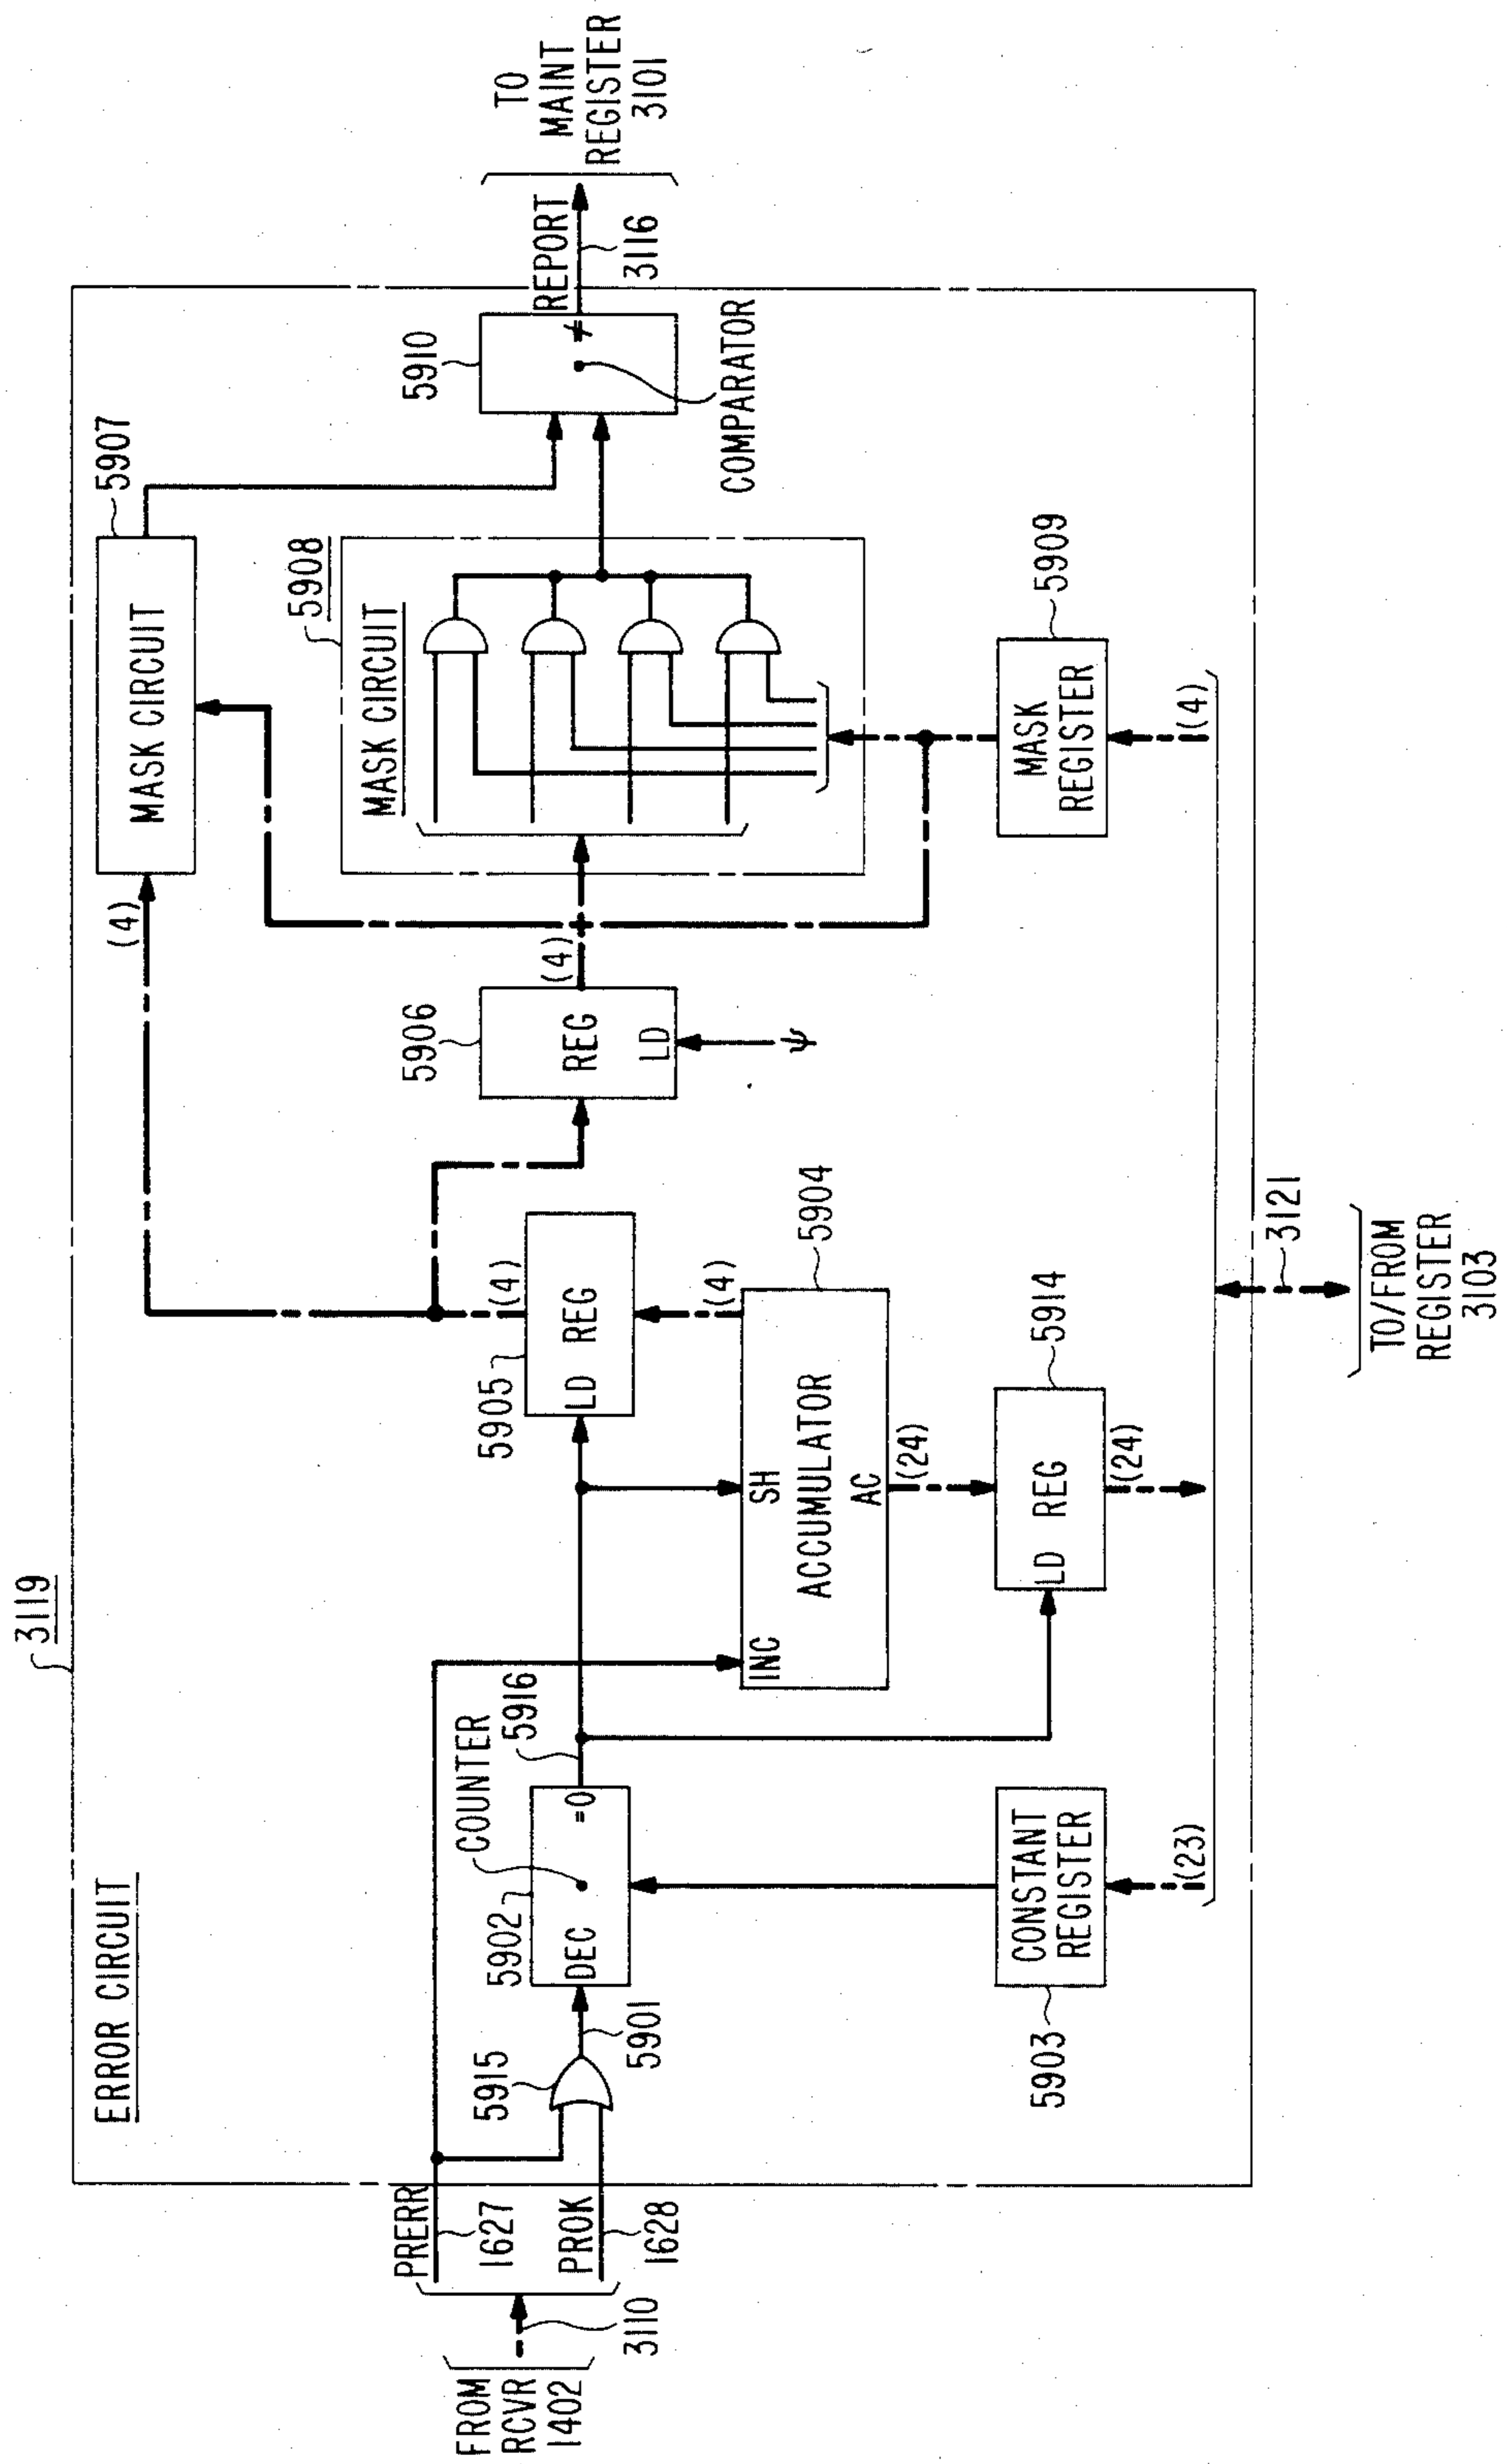 3119
ERROR CIRCUIT
FROM
RCVR
1402
3110
PRERR
1627
PROK
1628
5915
5901
5902
DEC
=0
COUNTER
5916
CONSTANT
REGISTER
5903
(23)
INC
SH
ACCUMULATOR
AC
5904
(24)
LD REG
5914
(24)
(4)
LD REG
5905
(4)
5906
REG
LD
ψ
(4)
(4)
MASK CIRCUIT
5907
5908
MASK CIRCUIT
MASK
REGISTER
5909
(4)
5910
≠
COMPARATOR
REPORT
3116
TO
MAINT
REGISTER
3101
3121
TO/FROM
REGISTER
3103